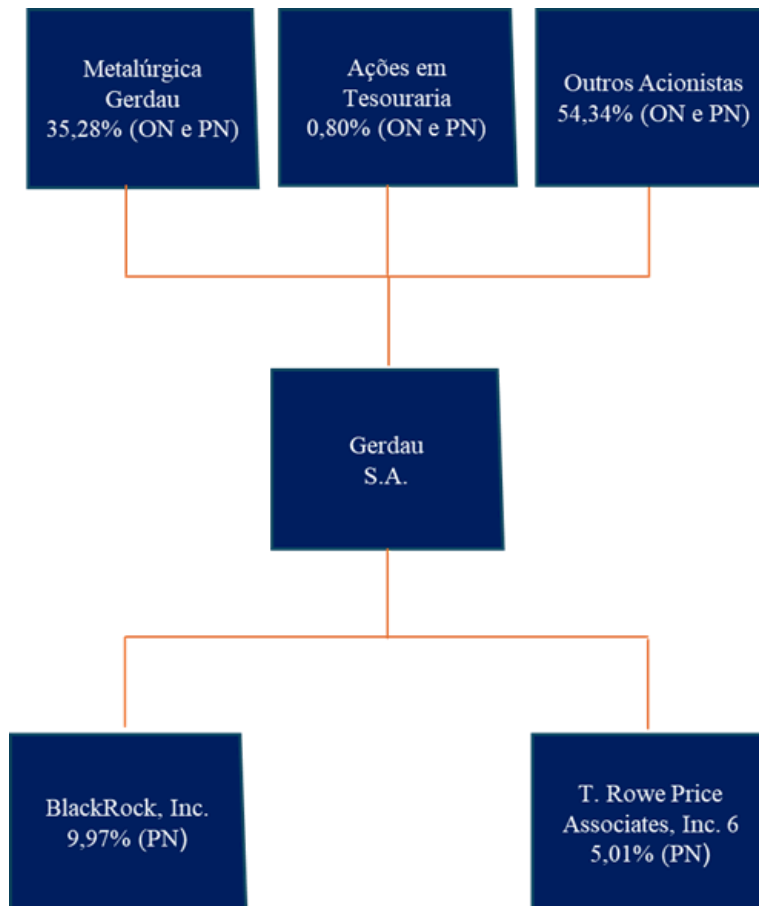 Metalúrgica
Gerdau
35,28% (ON e PN)
Ações em
Tesouraria
0,80% (ON e PN)
Outros Acionistas
54,34% (ON e PN)
Gerdau
S.A.
BlackRock, Inc.
9,97% (PN)
T. Rowe Price
Associates, Inc. 6
5,01% (PN)